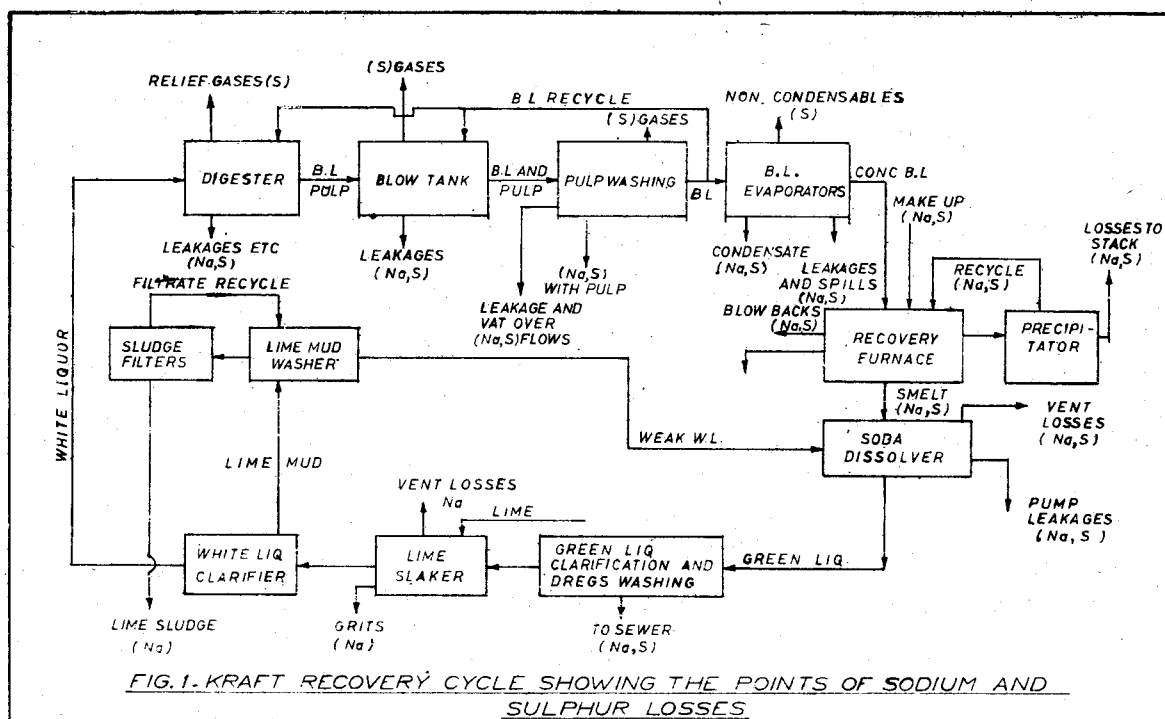 RELIEF GASES(S)
(S)GASES
B L RECYCLE
(S)GASES
NON. CONDENSABLES
(S)
DIGESTER
B.L
PULP
BLOW TANK
B.L AND
PULP
PULP WASHING
BL
B.L.
EVAPORATORS
CONC B.L
MAKE UP
(Na,S)
LOSSES TO
STACK
(Na,S)
LEAKAGES ETC
(Na,S)
LEAKAGES
(Na,S)
LEAKAGE AND
VAT OVER
(Na,S)FLOWS
(Na,S)
WITH PULP
CONDENSATE
(Na,S)
LEAKAGES
AND SPILLS
(Na,S)
BLOW BACKS
(Na,S)
RECYCLE
(Na,S)
FILTRATE RECYCLE
SLUDGE
FILTERS
LIME MUD
WASHER
RECOVERY
FURNACE
PRECIPI-
TATOR
SMELT
(Na,S)
WHITE LIQUOR
WEAK W.L.
SODA
DISSOLVER
VENT
LOSSES
(Na,S)
LIME MUD
VENT LOSSES
Na
LIME
PUMP
LEAKAGES
(Na,S)
WHITE LIQ
CLARIFIER
LIME
SLAKER
GREEN LIQ
CLARIFICATION AND
DREGS WASHING
GREEN LIQ
LIME SLUDGE
(Na)
GRITS
(Na)
TO SEWER
(Na,S)
FIG.1-KRAFT RECOVERY CYCLE SHOWING THE POINTS OF SODIUM AND
SULPHUR LOSSES